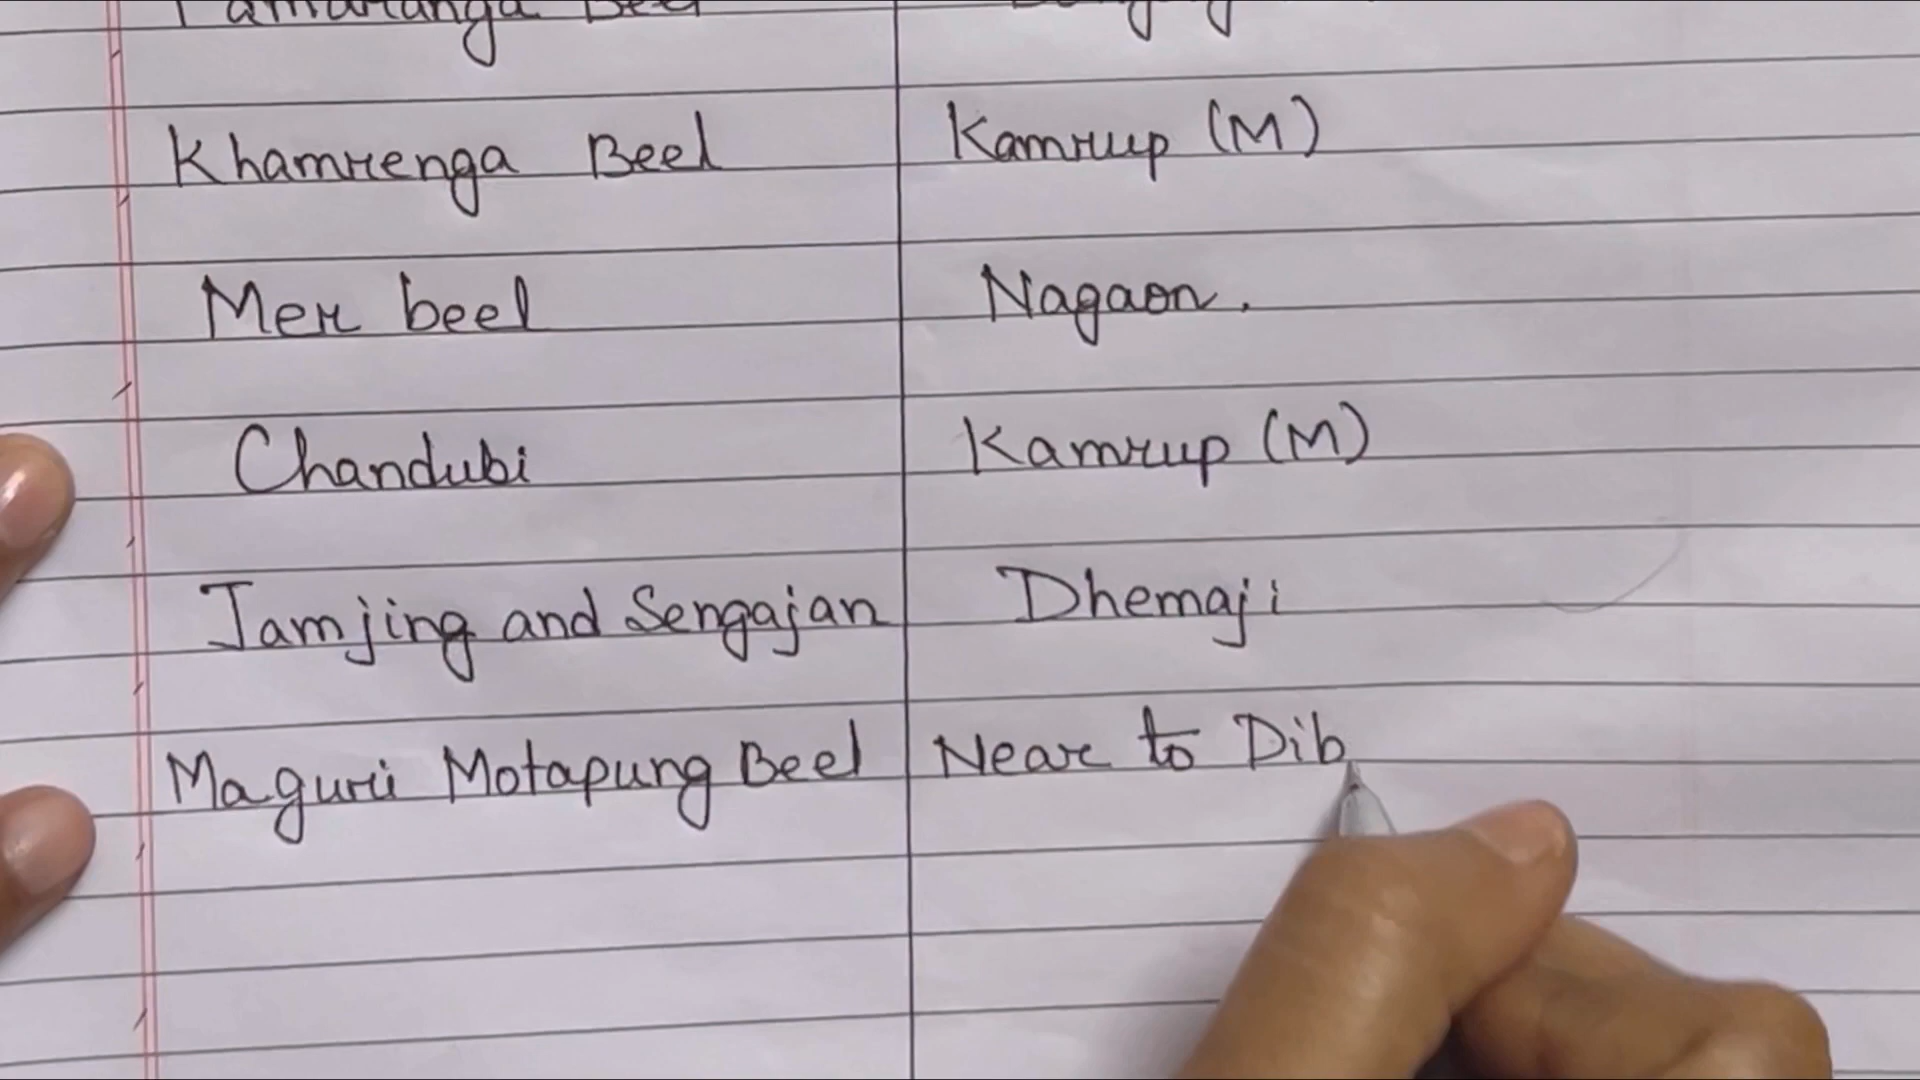 Khamrenga Beel Kamrup (M)
Mer beel Nagaon.
Chandubi Kamrup (M)
Jamjing and Sengajan Dhemaji
Maguri Motapung Beel Near to Dib